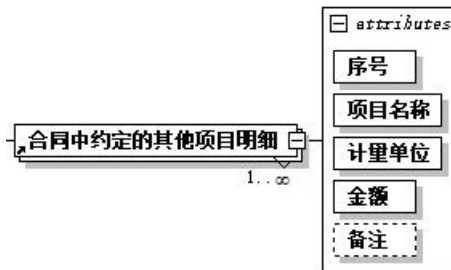 attributes
序号
项目名称
合同中约定的其他项目明细
计量单位
1..∞
金额
备注